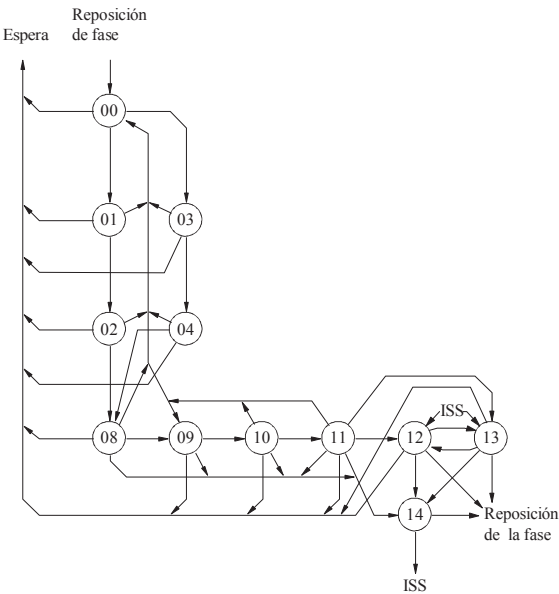 Reposición
de fase
Espera
00
01
03
02
04
ISS
08
09
10
11
12
13
14
Reposición
de la fase
ISS